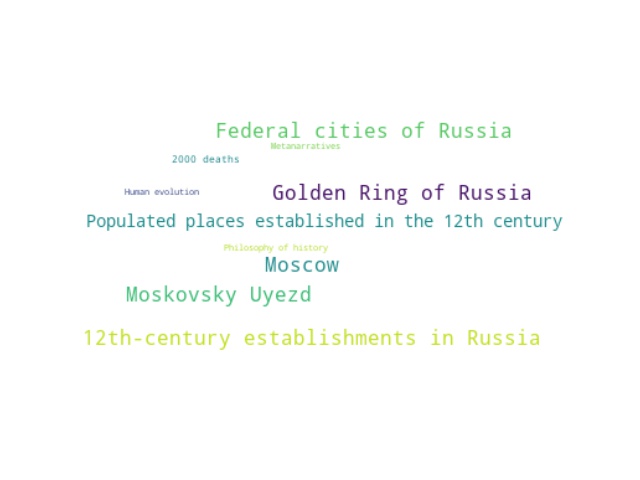 Federal cities of Russia
Metanarratives
2000 deaths
Human evolution
Golden Ring of Russia
Populated places established in the 12th century
Philosophy of history
Moscow
Moskovsky Uyezd
12th-century establishments in Russia